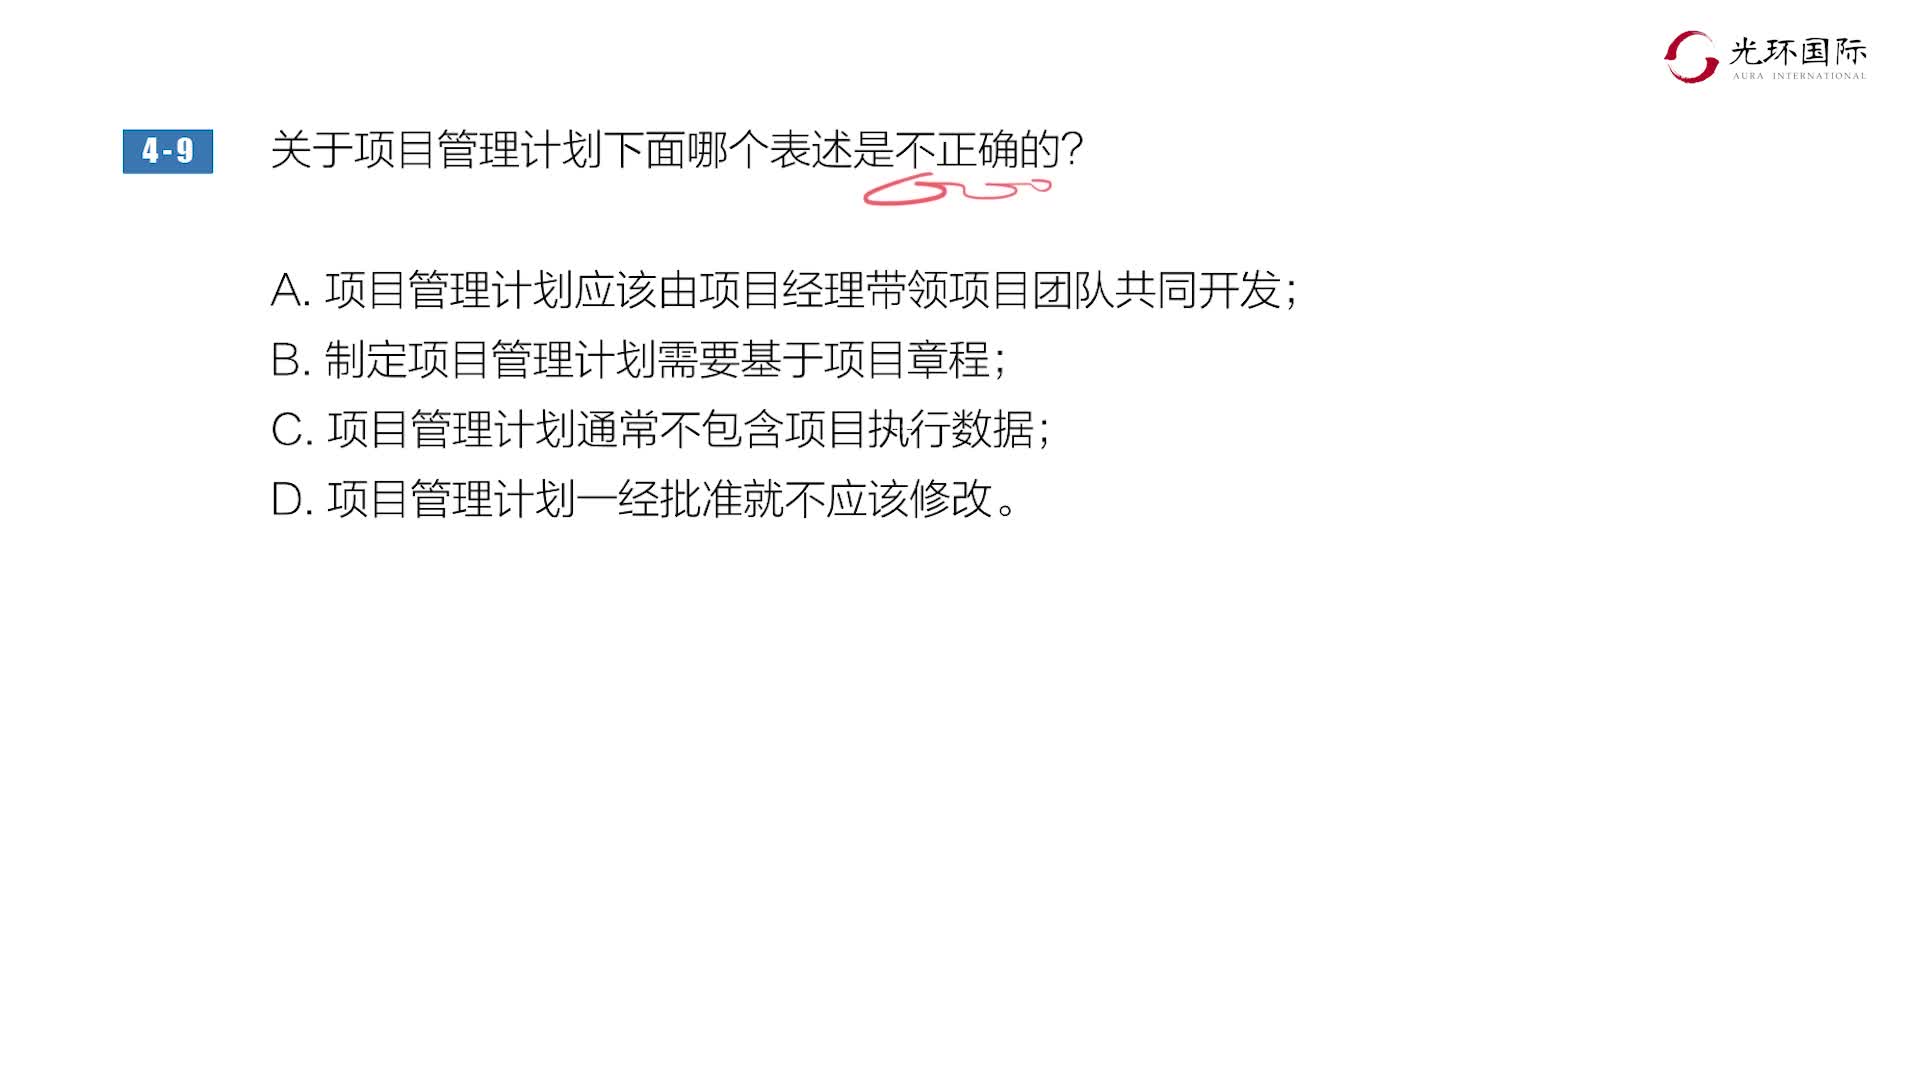 光环国际
AURA INTERNATIONAL
4-9
关于项目管理计划下面哪个表述是不正确的？
A. 项目管理计划应该由项目经理带领项目团队共同开发；
B. 制定项目管理计划需要基于项目章程；
C. 项目管理计划通常不包含项目执行数据；
D. 项目管理计划一经批准就不应该修改。